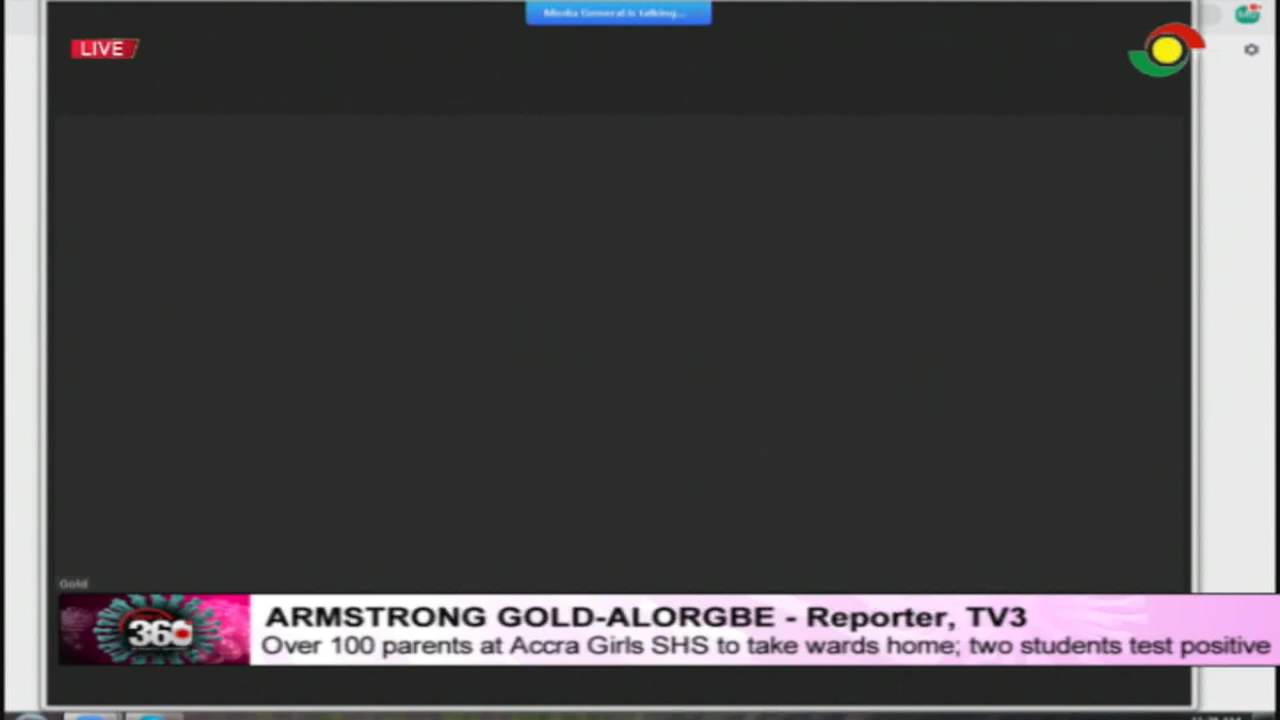 Media General is talking...
LIVE
Gold
360
ARMSTRONG GOLD-ALORGBE - Reporter, TV3
Over 100 parents at Accra Girls SHS to take wards home; two students test positive